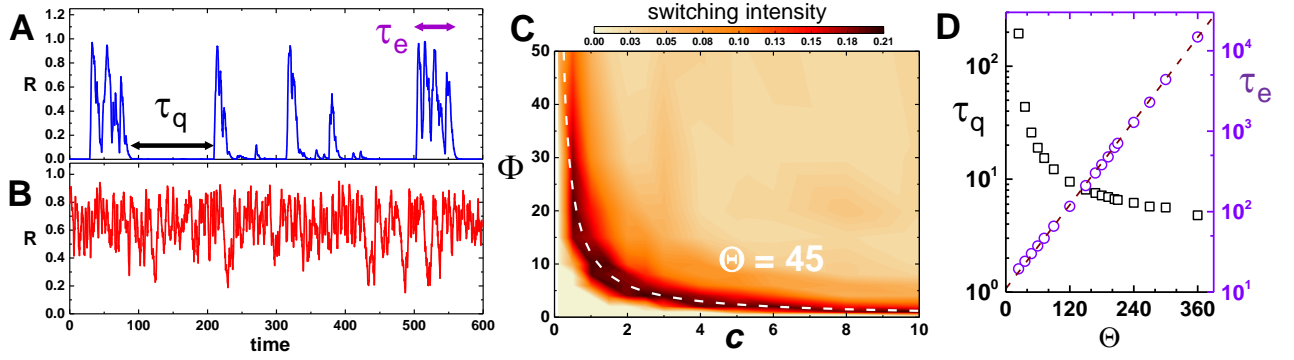 A
R
1.2
1.0
0.8
0.6
0.4
0.2
0.0
τq
τe
B
R
1.0
0.8
0.6
0.4
0.2
0.0
0 100 200 300 400 500 600
time
C
switching intensity
0.00 0.03 0.05 0.08 0.10 0.13 0.15 0.18 0.21
Φ
50
40
30
20
10
0
Θ = 45
0 2 4 6 8 10
c
D
τq
10²
10¹
10⁰
τe
10⁴
10³
10²
10¹
0 120 240 360
Θ